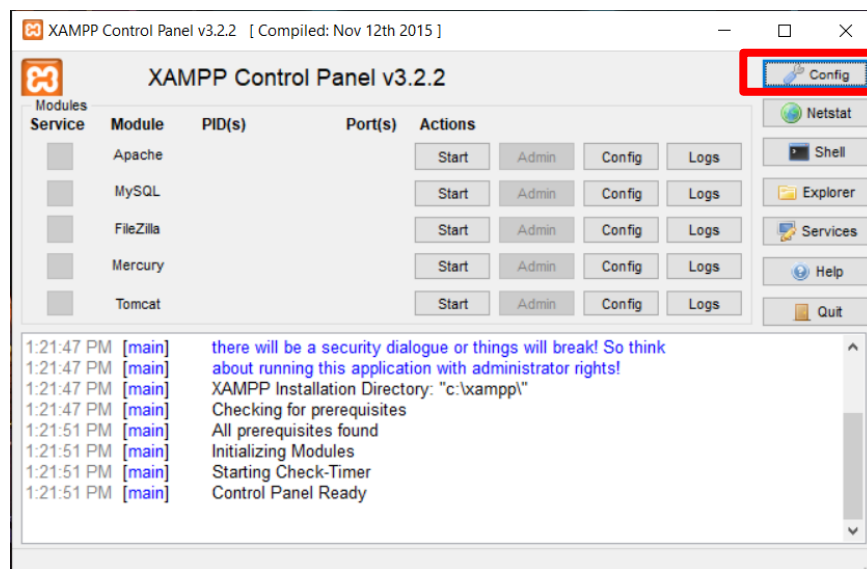 XAMPP Control Panel v3.2.2 [ Compiled: Nov 12th 2015 ]
XAMPP Control Panel v3.2.2
Config
Modules
Service Module PID(s) Port(s) Actions
Netstat
Apache Start Admin Config Logs
Shell
MySQL Start Admin Config Logs
Explorer
FileZilla Start Admin Config Logs
Services
Mercury Start Admin Config Logs
Help
Tomcat Start Admin Config Logs
Quit
1:21:47 PM [main] there will be a security dialogue or things will break! So think
1:21:47 PM [main] about running this application with administrator rights!
1:21:47 PM [main] XAMPP Installation Directory: "c:\xampp\"
1:21:47 PM [main] Checking for prerequisites
1:21:51 PM [main] All prerequisites found
1:21:51 PM [main] Initializing Modules
1:21:51 PM [main] Starting Check-Timer
1:21:51 PM [main] Control Panel Ready